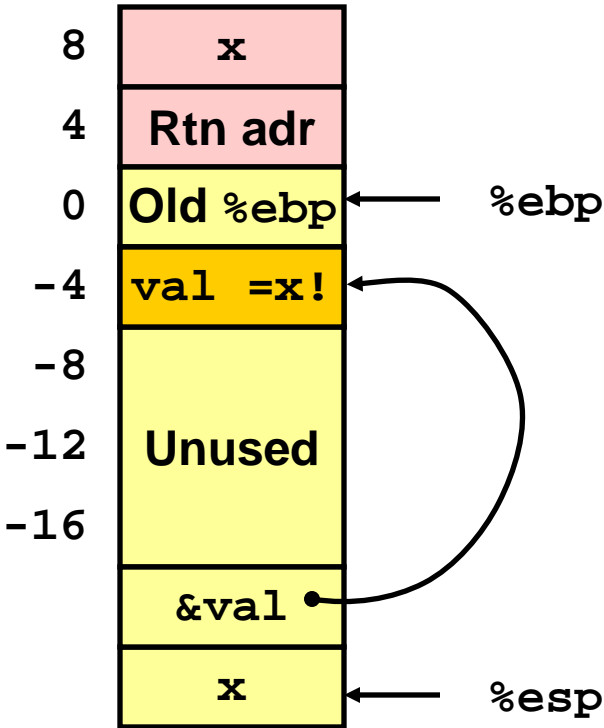 8 x
4 Rtn adr
0 Old %ebp %ebp
-4 val =x!
-8
-12 Unused
-16
&val
x %esp